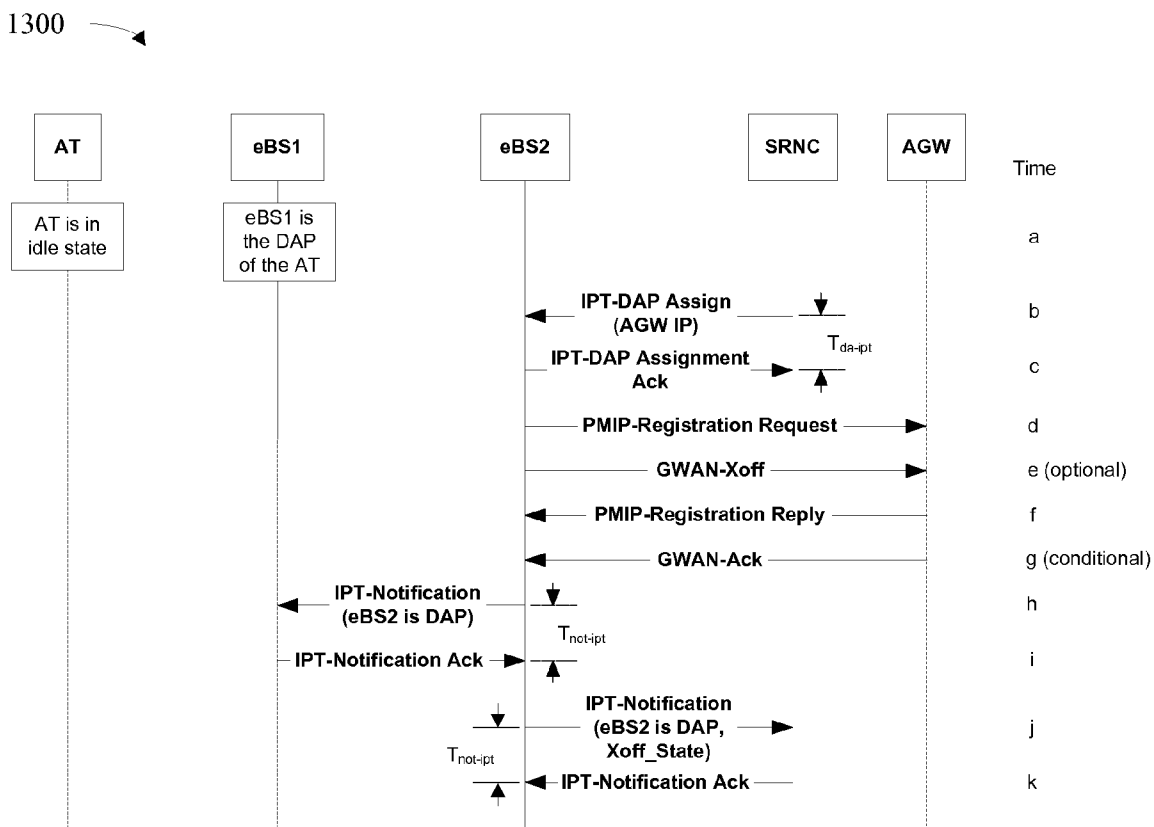 1300
AT
eBS1
eBS2
SRNC
AGW
Time
AT is in
idle state
eBS1 is
the DAP
of the AT
a
IPT-DAP Assign
(AGW IP)
b
Tda-ipt
IPT-DAP Assignment
Ack
c
PMIP-Registration Request
d
GWAN-Xoff
e (optional)
PMIP-Registration Reply
f
GWAN-Ack
g (conditional)
IPT-Notification
(eBS2 is DAP)
h
Tnot-ipt
IPT-Notification Ack
i
IPT-Notification
(eBS2 is DAP,
Xoff_State)
j
Tnot-ipt
IPT-Notification Ack
k